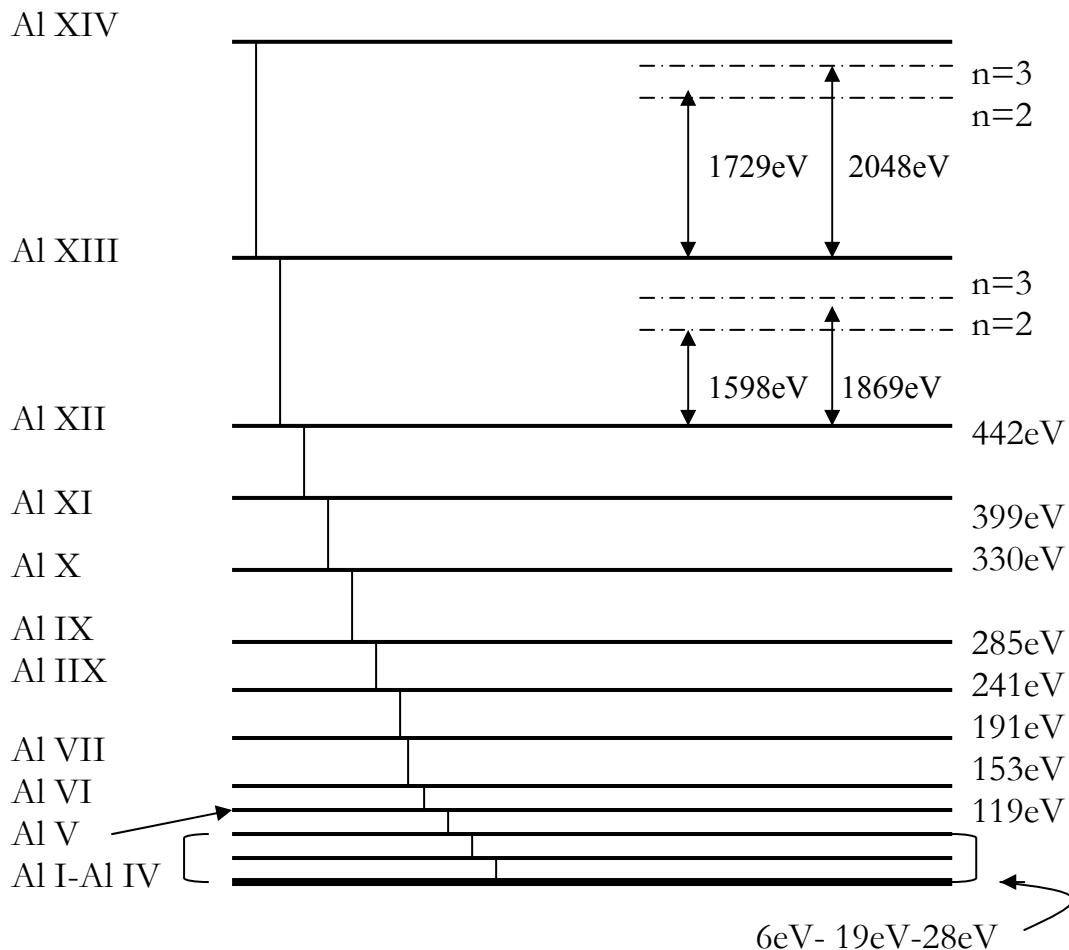 Al XIV
n=3
n=2
1729eV 2048eV
Al XIII
n=3
n=2
1598eV 1869eV
Al XII
442eV
Al XI
399eV
330eV
Al X
Al IX
285eV
Al IIX
241eV
191eV
Al VII
153eV
Al VI
119eV
Al V
Al I-Al IV
6eV- 19eV-28eV